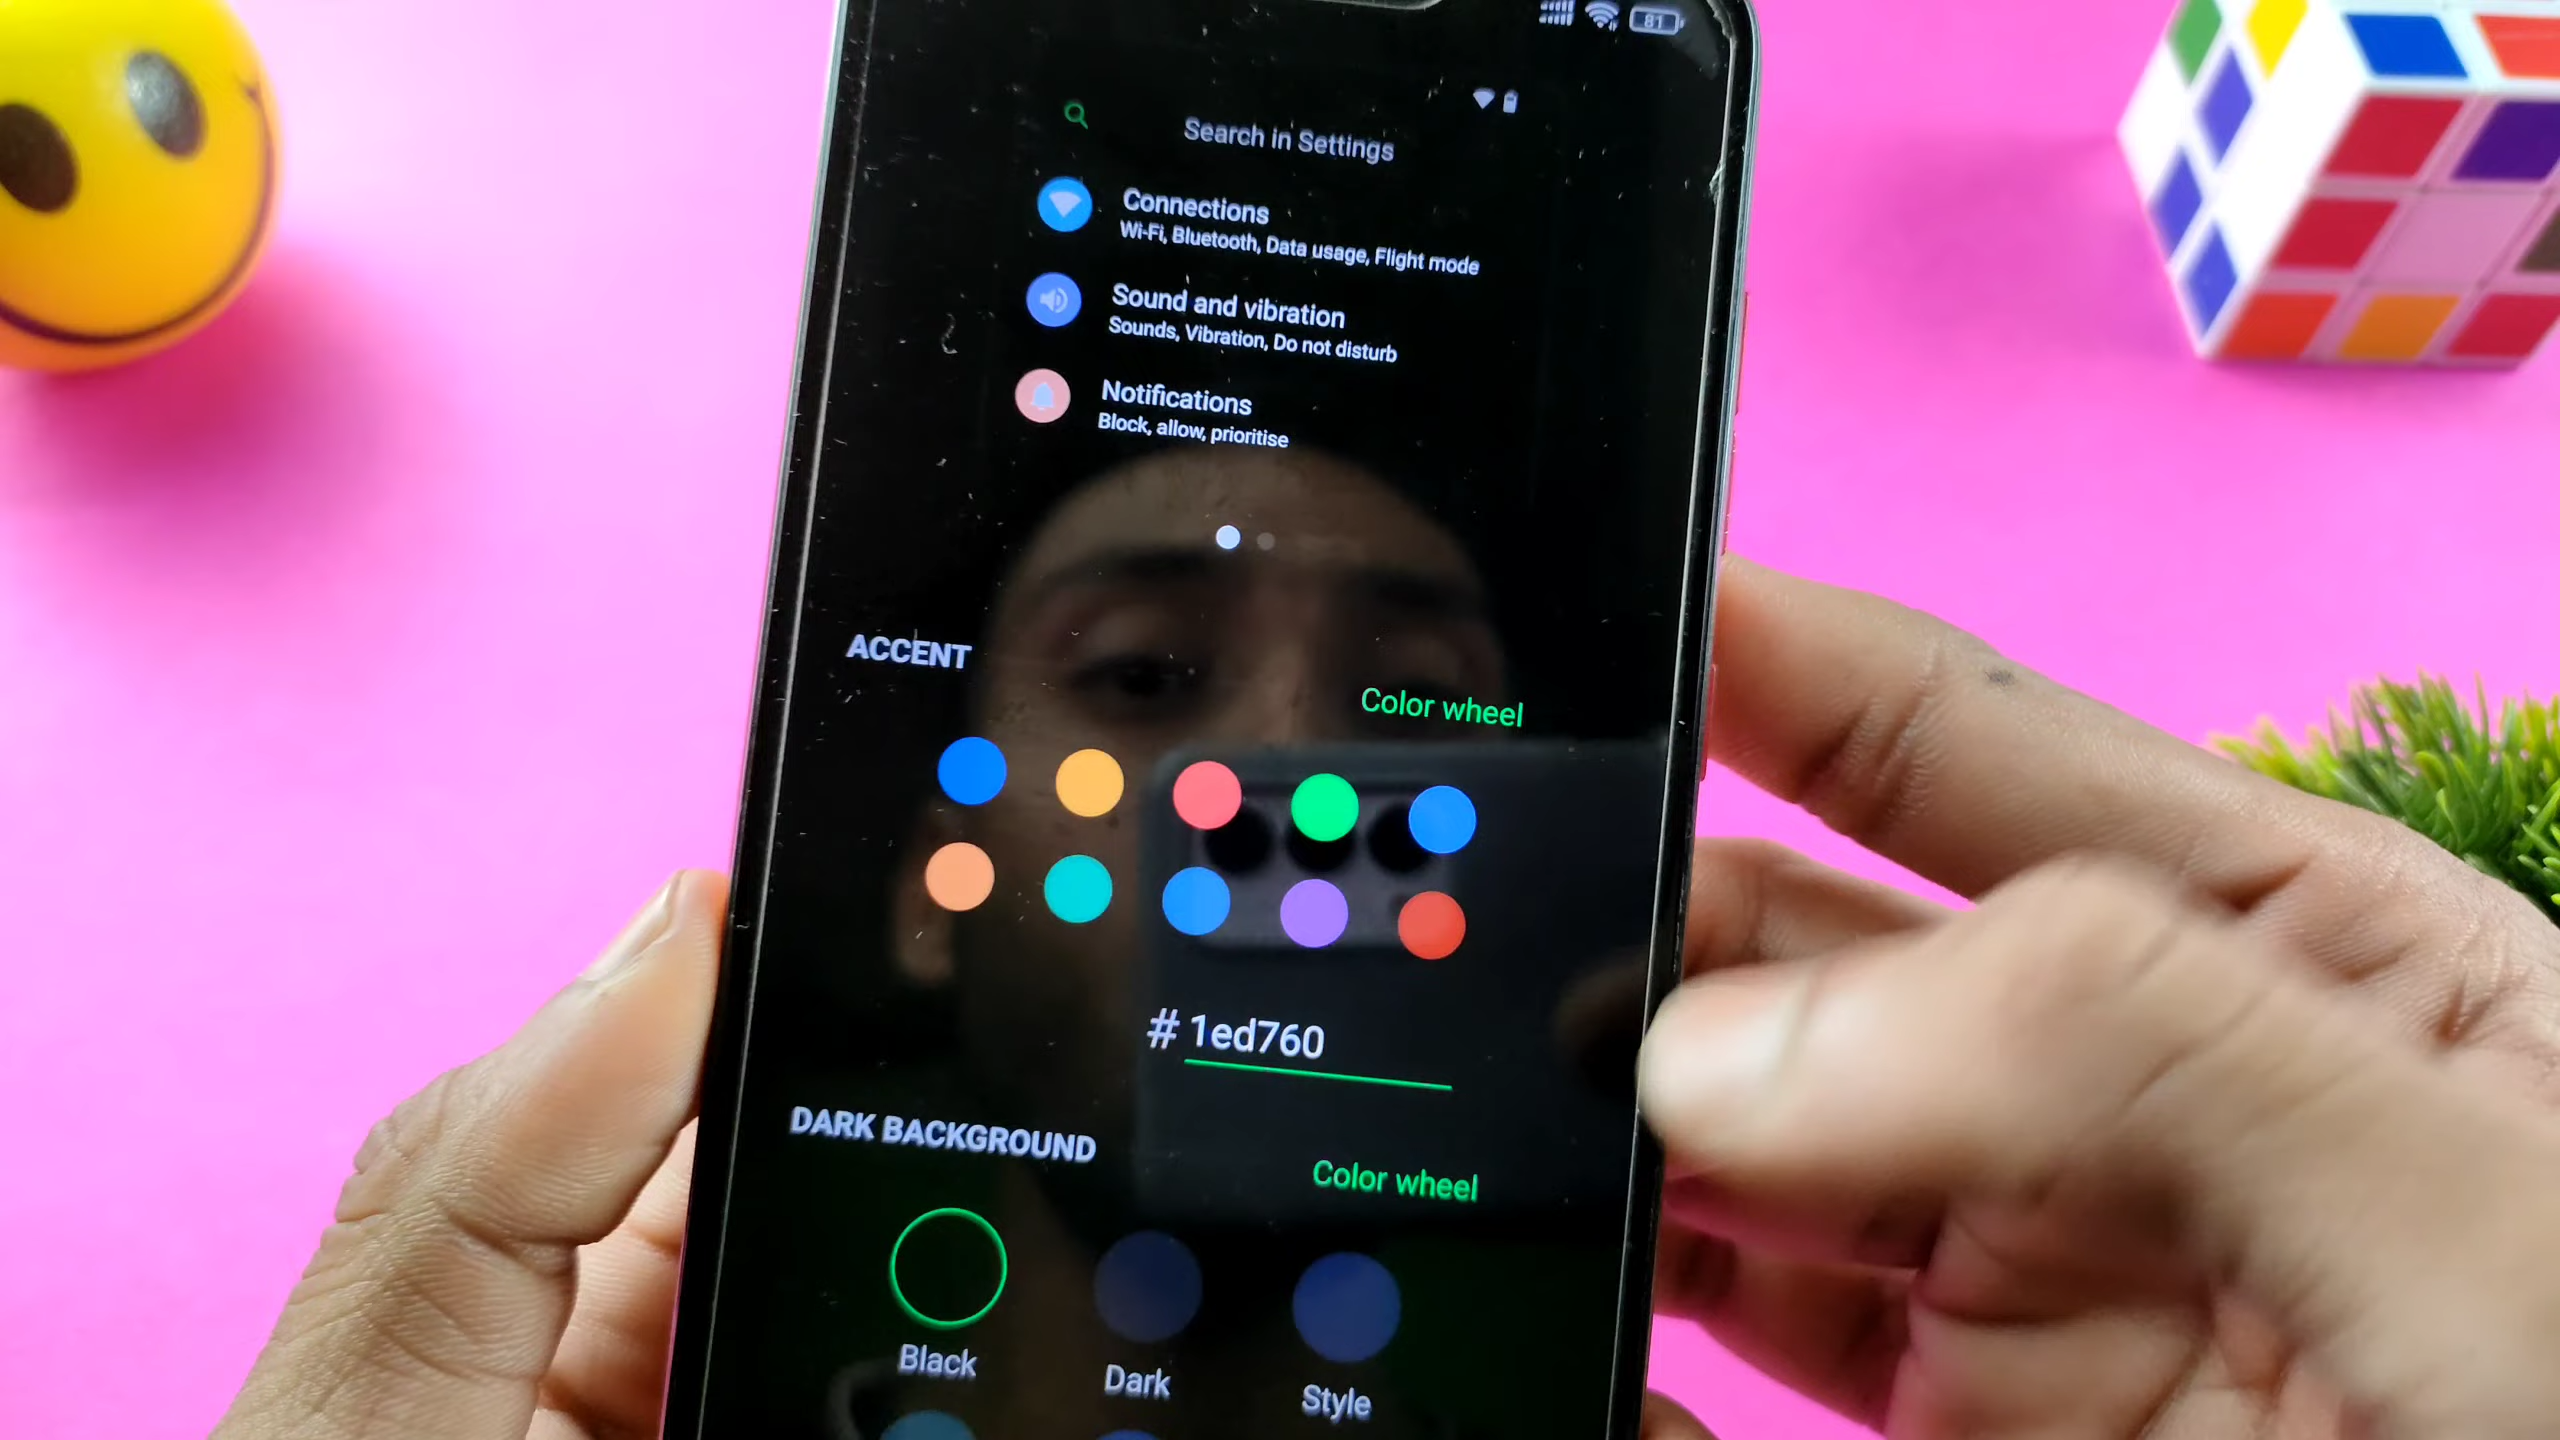 81
Search in Settings
Connections
Wi-Fi, Bluetooth, Data usage, Flight mode
Sound and vibration
Sounds, Vibration, Do not disturb
Notifications
Block, allow, prioritise
ACCENT
Color wheel
# 1ed760
DARK BACKGROUND
Color wheel
Black
Dark
Style